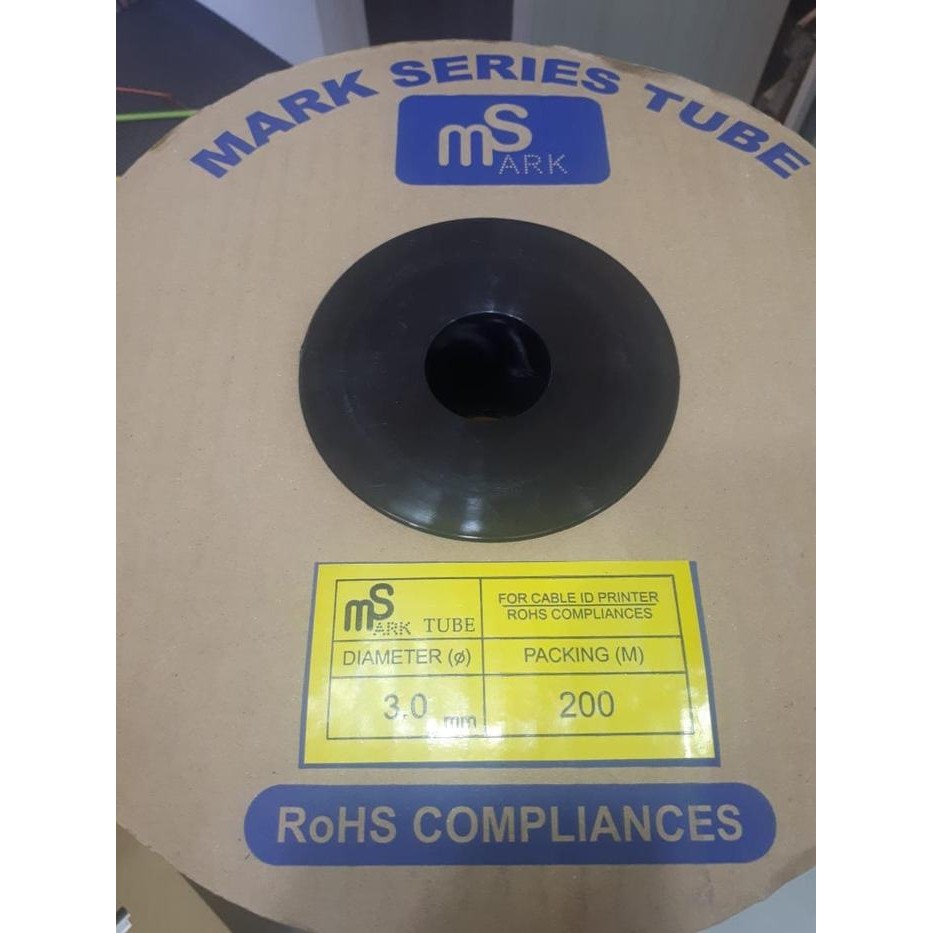 MARK SERIES TUBE
mS
ARK
mS
ARK TUBE
FOR CABLE ID PRINTER
ROHS COMPLIANCES
DIAMETER (ø)
PACKING (M)
3.0 mm
200
RoHS COMPLIANCES